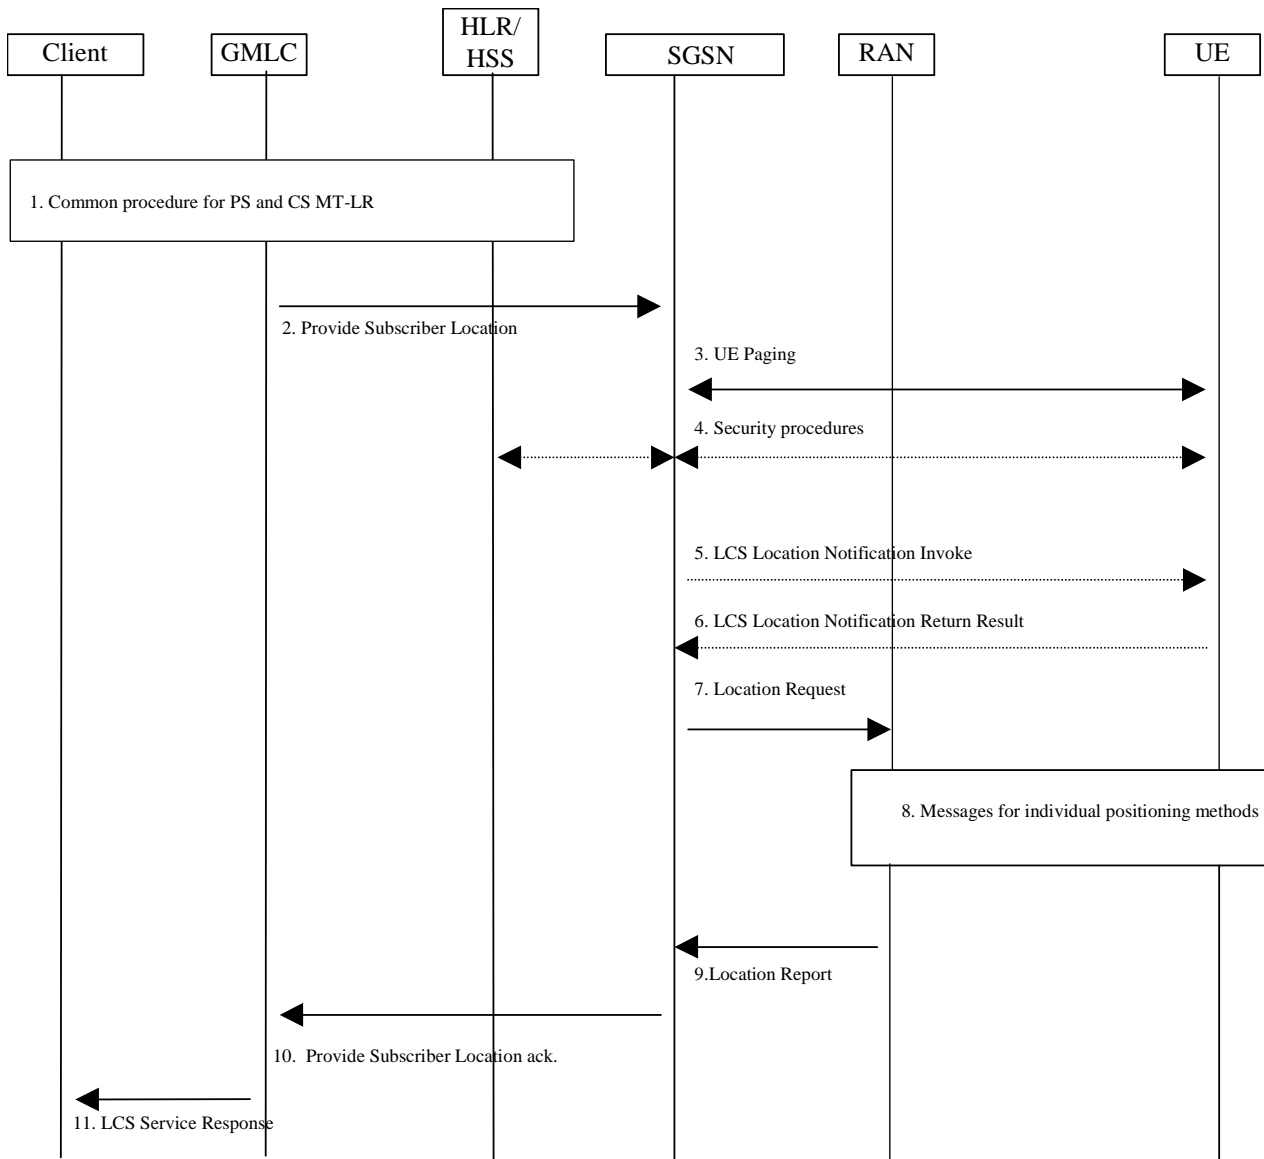 Client
GMLC
HLR/
HSS
SGSN
RAN
UE
1. Common procedure for PS and CS MT-LR
2. Provide Subscriber Location
3. UE Paging
4. Security procedures
5. LCS Location Notification Invoke
6. LCS Location Notification Return Result
7. Location Request
8. Messages for individual positioning methods
9.Location Report
10. Provide Subscriber Location ack.
11. LCS Service Response